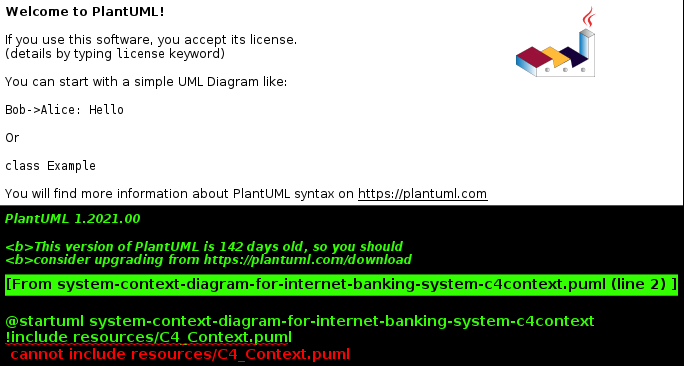 Welcome to PlantUML!
If you use this software, you accept its license.
(details by typing license keyword)
You can start with a simple UML Diagram like:
Bob->Alice: Hello
Or
class Example
You will find more information about PlantUML syntax on https://plantuml.com
PlantUML 1.2021.00
<b>This version of PlantUML is 142 days old, so you should
<b>consider upgrading from https://plantuml.com/download
[From system-context-diagram-for-internet-banking-system-c4context.puml (line 2) ]
@startuml system-context-diagram-for-internet-banking-system-c4context
!include resources/C4_Context.puml
cannot include resources/C4_Context.puml